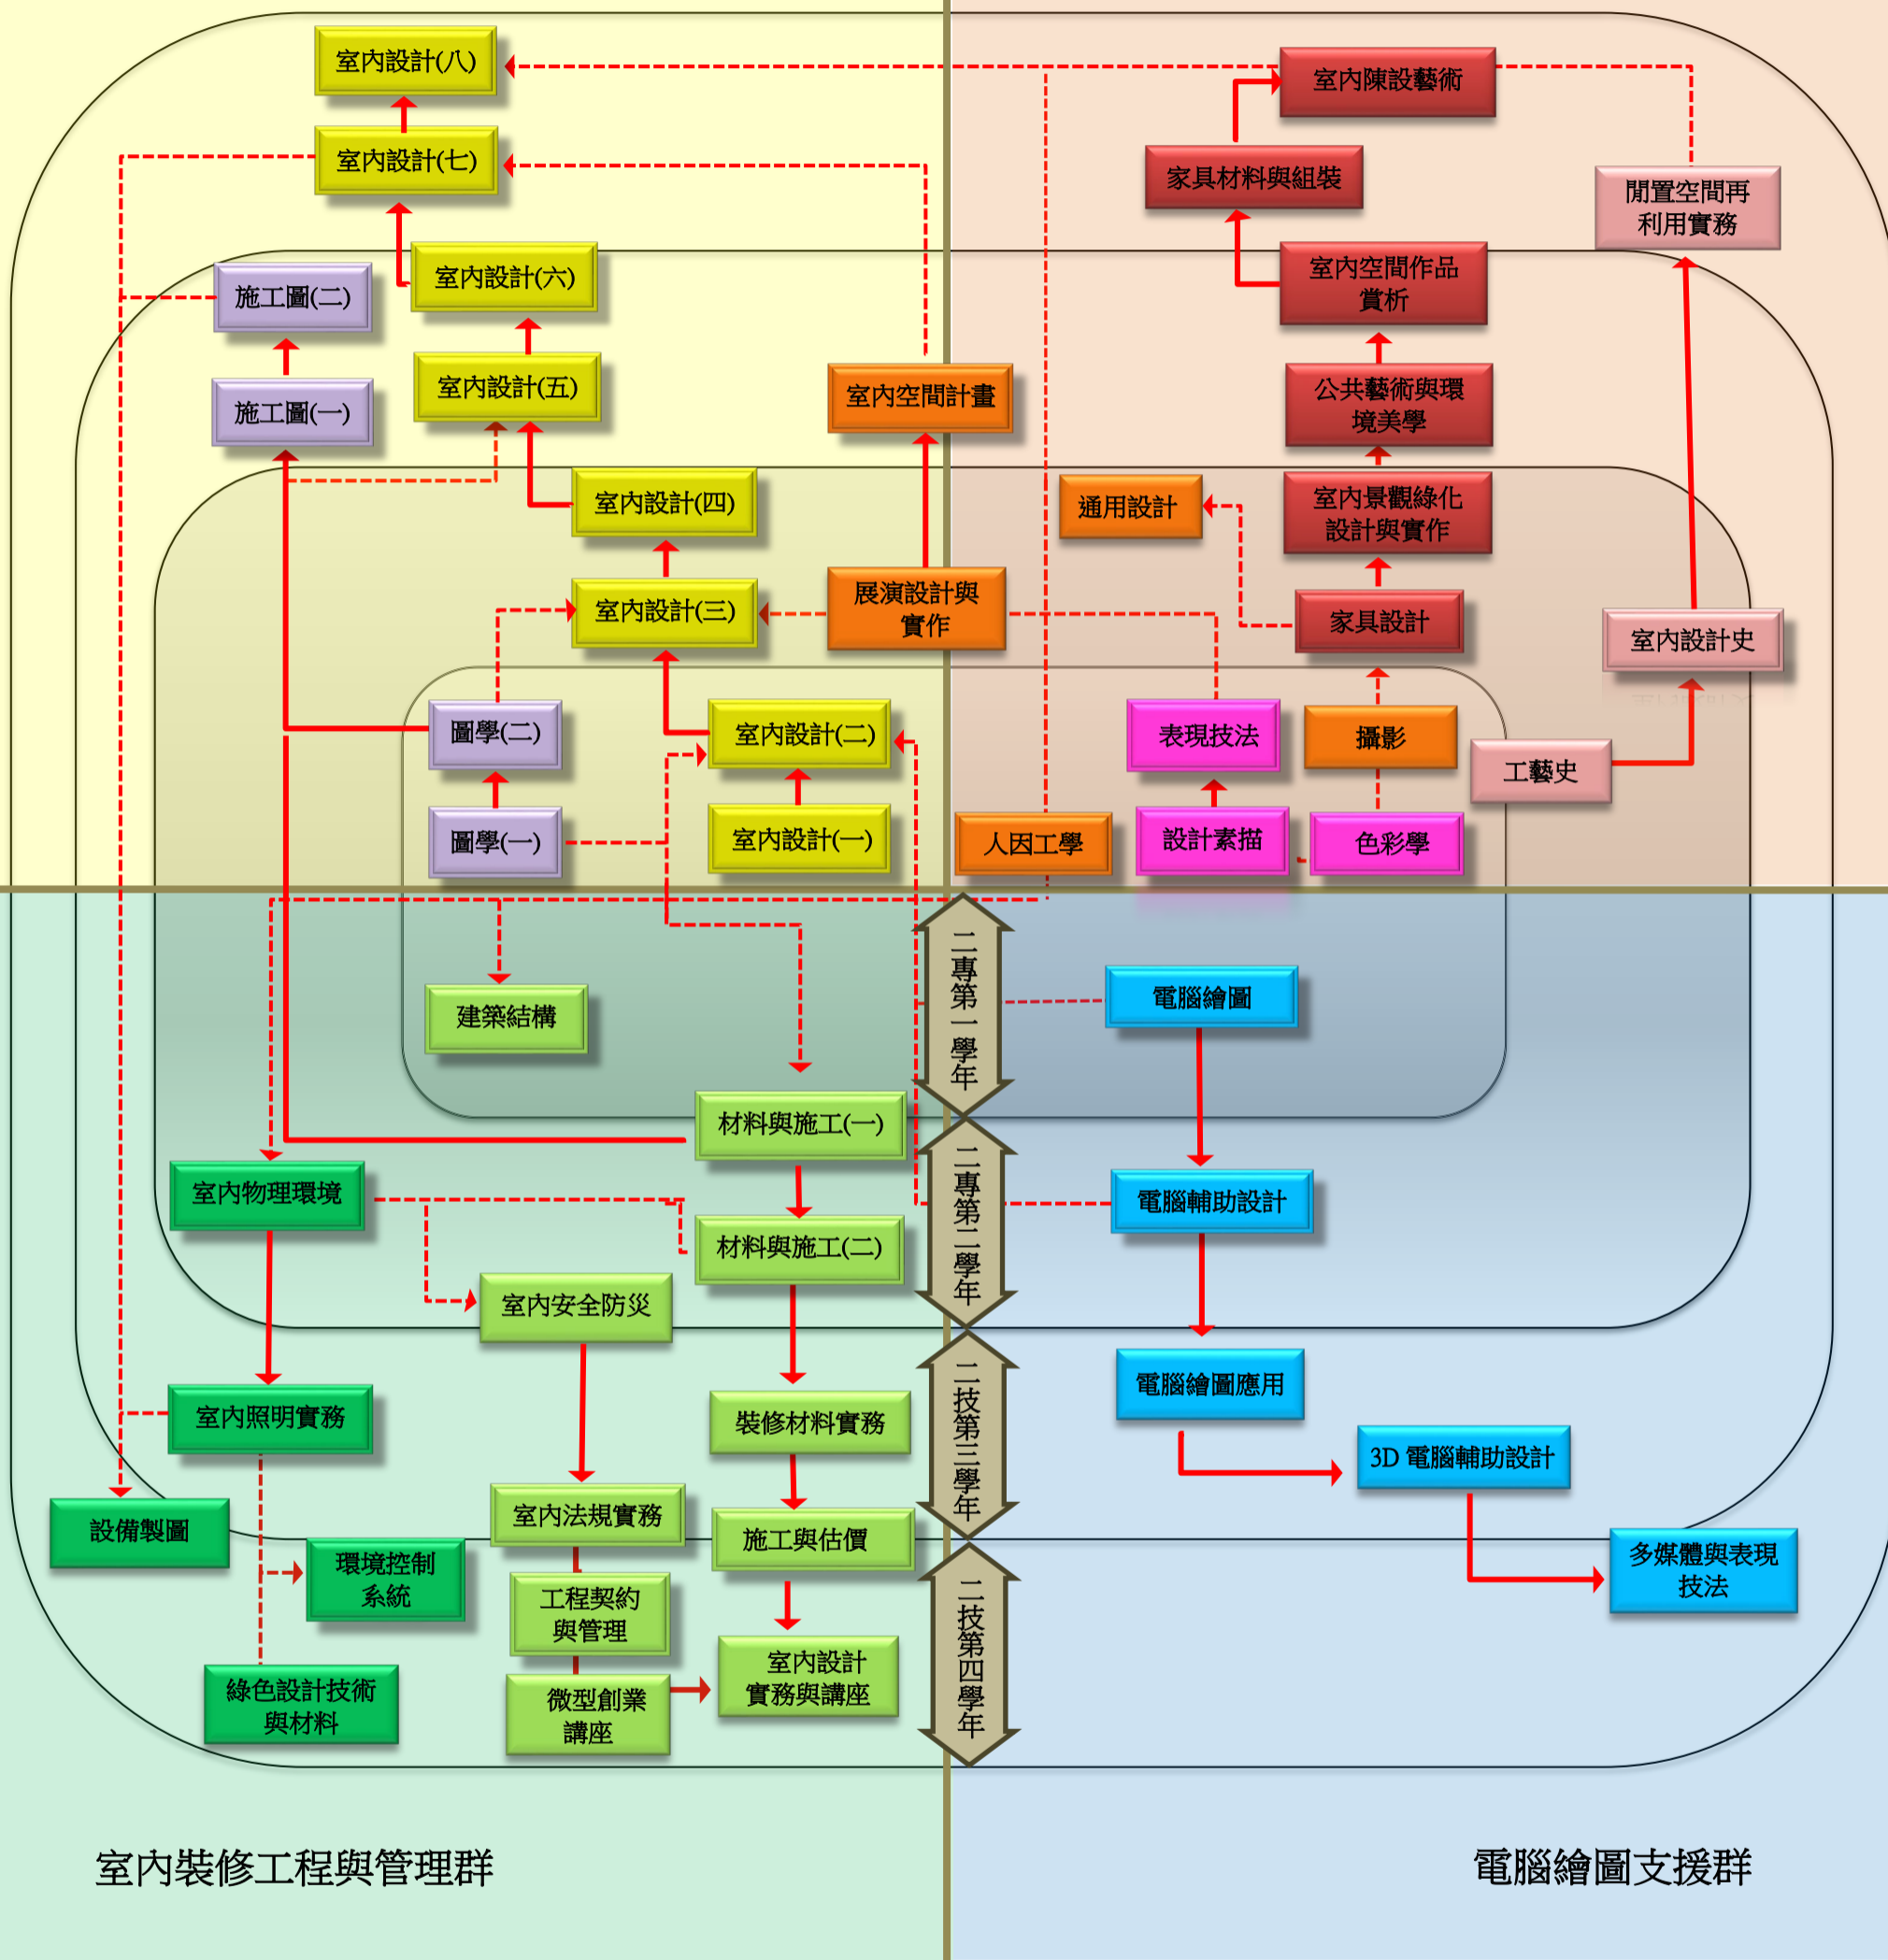 室內設計(八)
室內陳設藝術
室內設計(七)
家具材料與組裝
閒置空間再
利用實務
施工圖(二)
室內設計(六)
室內空間作品
賞析
施工圖(一)
室內設計(五)
室內空間計畫
公共藝術與環
境美學
室內設計(四)
通用設計
室內景觀綠化
設計與實作
室內設計(三)
展演設計與
實作
家具設計
室內設計史
圖學(二)
室內設計(二)
表現技法
攝影
工藝史
圖學(一)
室內設計(一)
人因工學
設計素描
色彩學
二專第一學年
建築結構
電腦繪圖
材料與施工(一)
二專第二學年
室內物理環境
電腦輔助設計
材料與施工(二)
室內安全防災
二技第三學年
電腦繪圖應用
室內照明實務
裝修材料實務
3D 電腦輔助設計
設備製圖
室內法規實務
施工與估價
環境控制
系統
工程契約
與管理
二技第四學年
多媒體與表現
技法
綠色設計技術
與材料
微型創業
講座
室內設計
實務與講座
室內裝修工程與管理群
電腦繪圖支援群